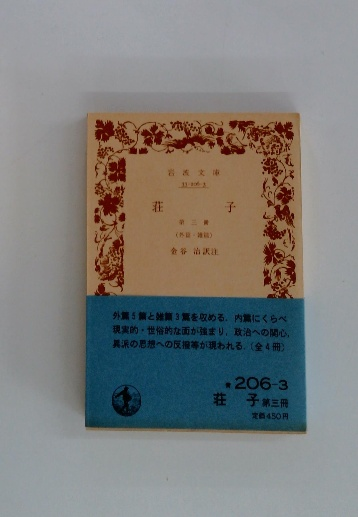 岩波文庫
33-206-3
荘 子
第三冊
(外篇・雑篇)
金谷 治訳注
外篇5篇と雑篇3篇を収める. 内篇にくらべ
現実的・世俗的な面が強まり, 政治への関心,
異派の思想への反撥等が現われる. (全4冊)
青 206-3
荘 子 第三冊
定価450円